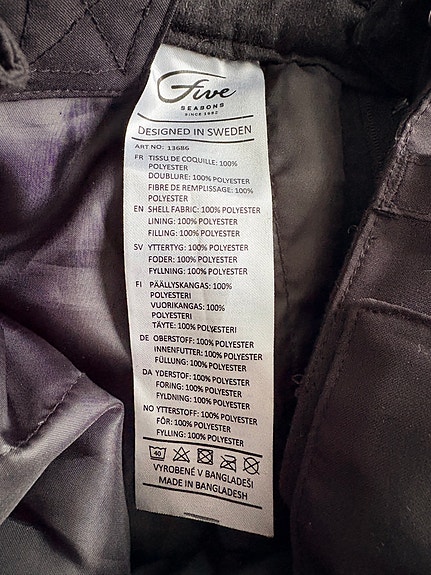 Five
SEASONS
SINCE 1952
DESIGNED IN SWEDEN
ART NO: 13686
FR TISSU DE COQUILLE: 100%
POLYESTER
DOUBLURE: 100% POLYESTER
FIBRE DE REMPLISSAGE: 100%
POLYESTER
EN SHELL FABRIC: 100% POLYESTER
LINING: 100% POLYESTER
FILLING: 100% POLYESTER
SV YTTERTYG: 100% POLYESTER
FODER: 100% POLYESTER
FYLLNING: 100% POLYESTER
FI PÄÄLLYSKANGAS: 100%
POLYESTERI
VUORIKANGAS: 100%
POLYESTERI
TÄYTE: 100% POLYESTERI
DE OBERSTOFF: 100% POLYESTER
INNENFUTTER: 100% POLYESTER
FÜLLUNG: 100% POLYESTER
DA YDERSTOF: 100% POLYESTER
FORING: 100% POLYESTER
FYLDNING: 100% POLYESTER
NO YTTERSTOFF: 100% POLYESTER
FÔR: 100% POLYESTER
FYLLING: 100% POLYESTER
40
VYROBENÉ V BANGLADEŠI
MADE IN BANGLADESH